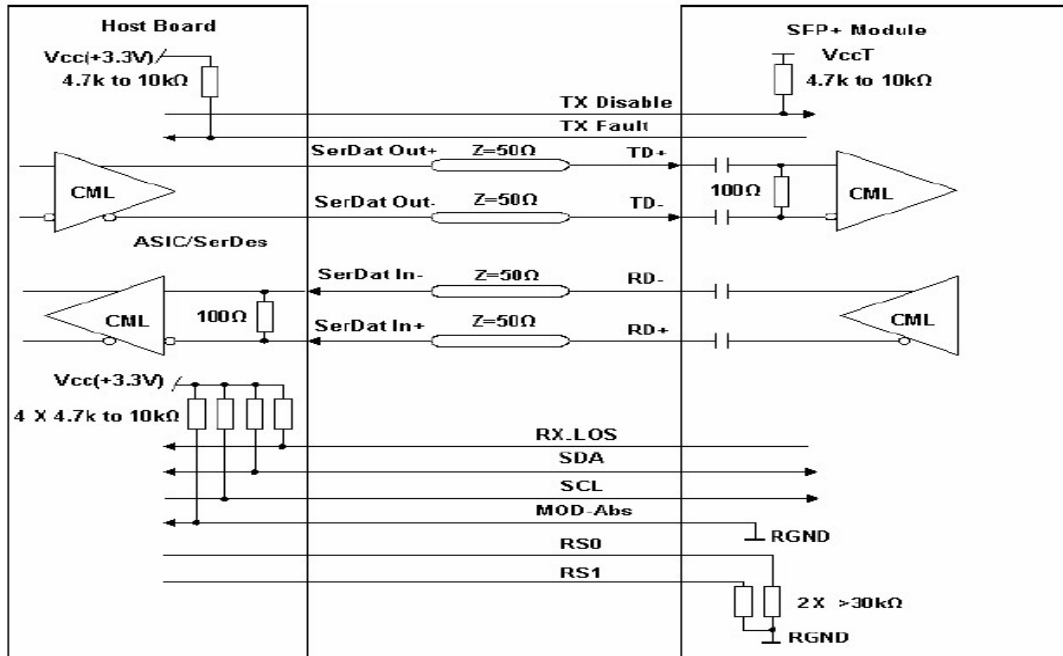 Host Board
SFP+ Module
Vcc(+3.3V)
4.7k to 10kΩ
VccT
4.7k to 10kΩ
TX Disable
TX Fault
SerDat Out+
Z=50Ω
TD+
CML
100Ω
CML
SerDat Out-
Z=50Ω
TD-
ASIC/SerDes
SerDat In-
Z=50Ω
RD-
CML
100Ω
CML
SerDat In+
Z=50Ω
RD+
Vcc(+3.3V)
4 X 4.7k to 10kΩ
RX_LOS
SDA
SCL
MOD-Abs
RGND
RS0
RS1
2X >30kΩ
RGND